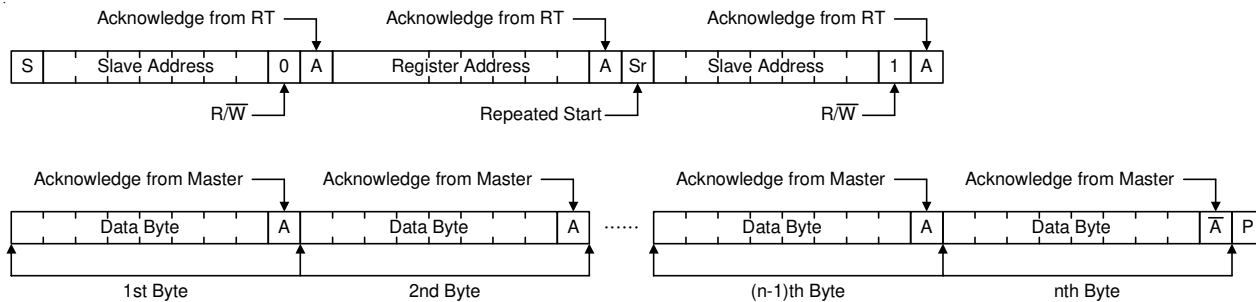 Acknowledge from RT Acknowledge from RT Acknowledge from RT
S Slave Address 0 A Register Address A Sr Slave Address 1 A
R/W̅ Repeated Start R/W̅
Acknowledge from Master Acknowledge from Master Acknowledge from Master Acknowledge from Master
Data Byte A Data Byte A ...... Data Byte A Data Byte A̅ P
1st Byte 2nd Byte (n-1)th Byte nth Byte